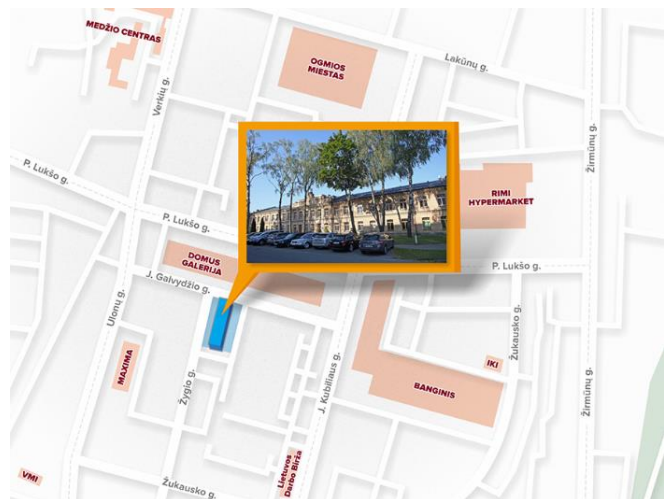 MEDŽIO CENTRAS
OGMIOS
MIESTAS
Lakūnų g.
Verkių g.
Žirmūnų g.
P. Lukšo g.
P. Lukšo g.
RIMI
HYPERMARKET
DOMUS
GALERIJA
P. Lukšo g.
J. Galvydžio g.
Ulonų g.
MAXIMA
Žygio g.
J. Kubiliaus g.
Žukausko g.
IKI
BANGINIS
Žirmūnų g.
VMI
Žukausko g.
Lietuvos
Darbo Birža